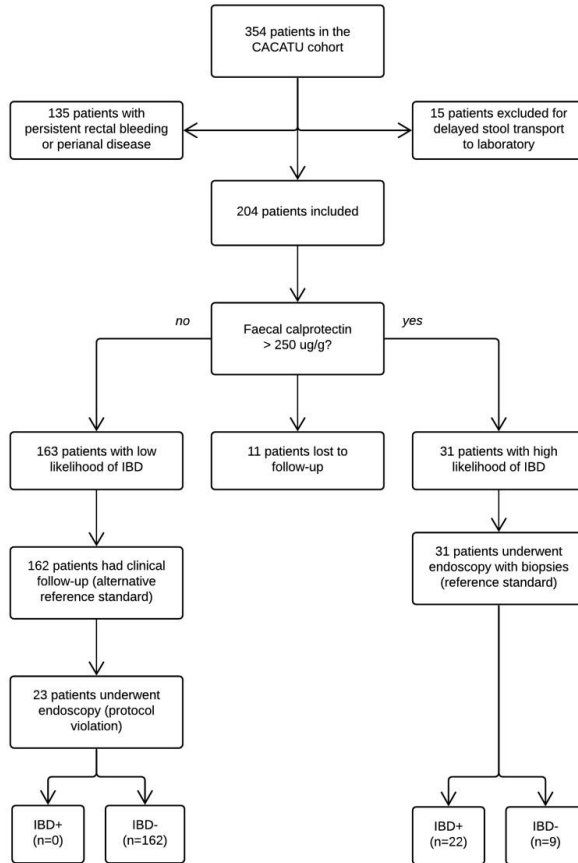 354 patients in the
CACATU cohort
135 patients with
persistent rectal bleeding
or perianal disease
15 patients excluded for
delayed stool transport
to laboratory
204 patients included
no
Faecal calprotectin
> 250 ug/g?
yes
163 patients with low
likelihood of IBD
11 patients lost to
follow-up
31 patients with high
likelihood of IBD
162 patients had clinical
follow-up (alternative
reference standard)
31 patients underwent
endoscopy with biopsies
(reference standard)
23 patients underwent
endoscopy (protocol
violation)
IBD+
(n=0)
IBD-
(n=162)
IBD+
(n=22)
IBD-
(n=9)